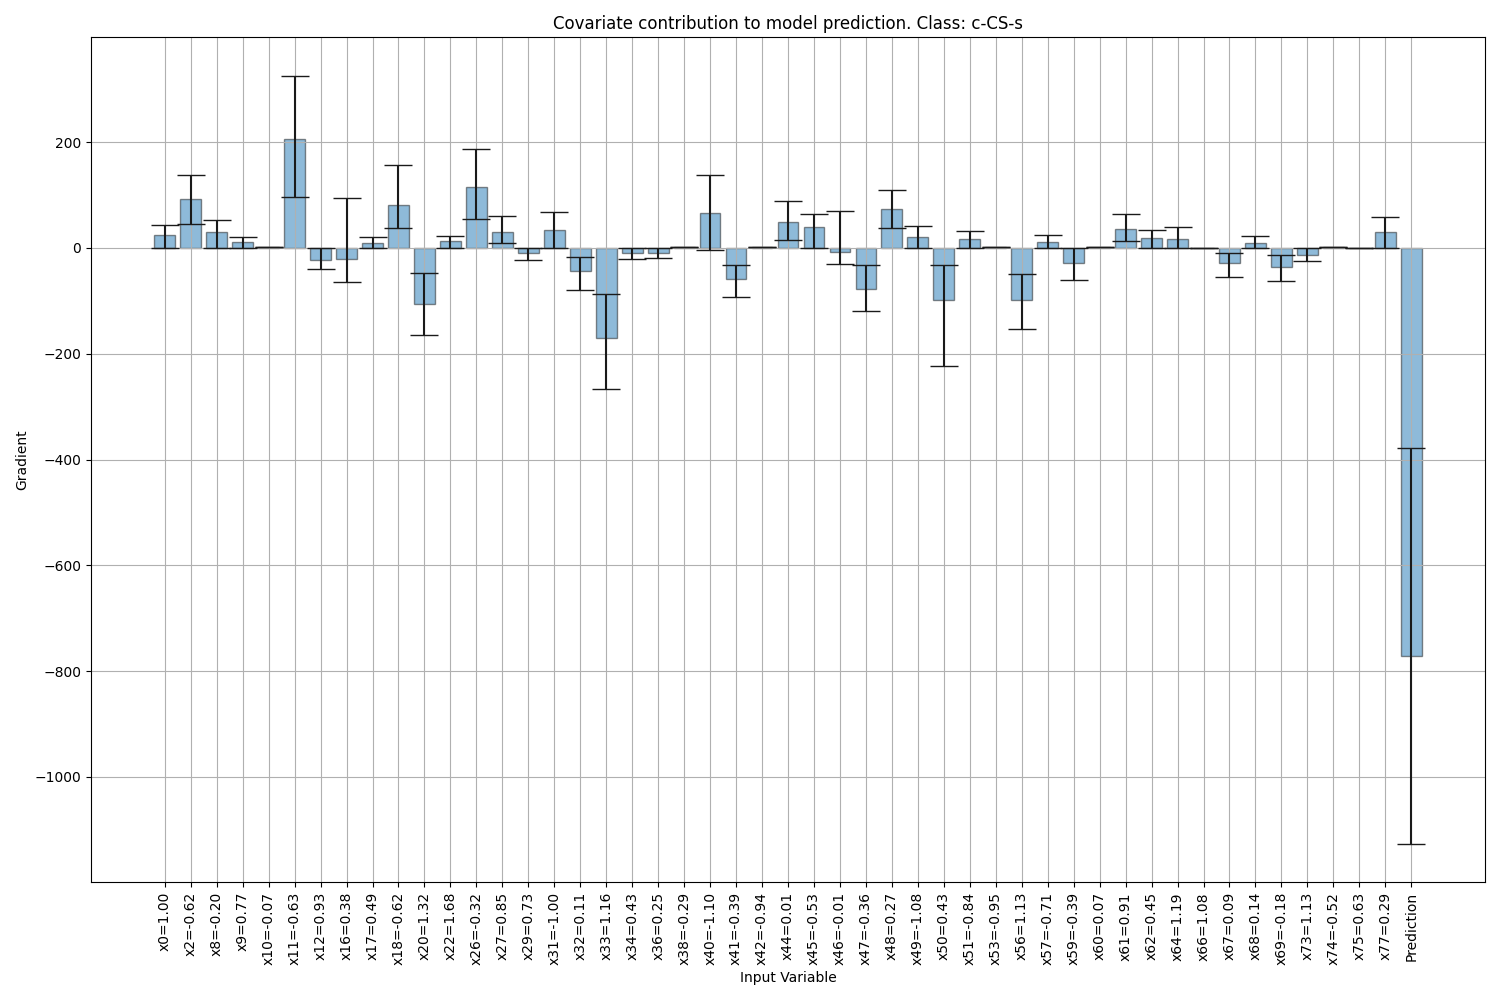 Covariate contribution to model prediction. Class: c-CS-s
Gradient
200
0
−200
−400
−600
−800
−1000
x0=1.00
x2=-0.62
x8=-0.20
x9=0.77
x10=-0.07
x11=-0.63
x12=0.93
x16=0.38
x17=0.49
x18=-0.62
x20=1.32
x22=1.68
x26=-0.32
x27=0.85
x29=0.73
x31=-1.00
x32=0.11
x33=1.16
x34=0.43
x36=0.25
x38=-0.29
x40=-1.10
x41=-0.39
x42=-0.94
x44=0.01
x45=-0.53
x46=-0.01
x47=-0.36
x48=0.27
x49=-1.08
x50=0.43
x51=-0.84
x53=-0.95
x56=1.13
x57=-0.71
x59=-0.39
x60=0.07
x61=0.91
x62=0.45
x64=1.19
x66=1.08
x67=0.09
x68=0.14
x69=-0.18
x73=1.13
x74=-0.52
x75=0.63
x77=0.29
Prediction
Input Variable